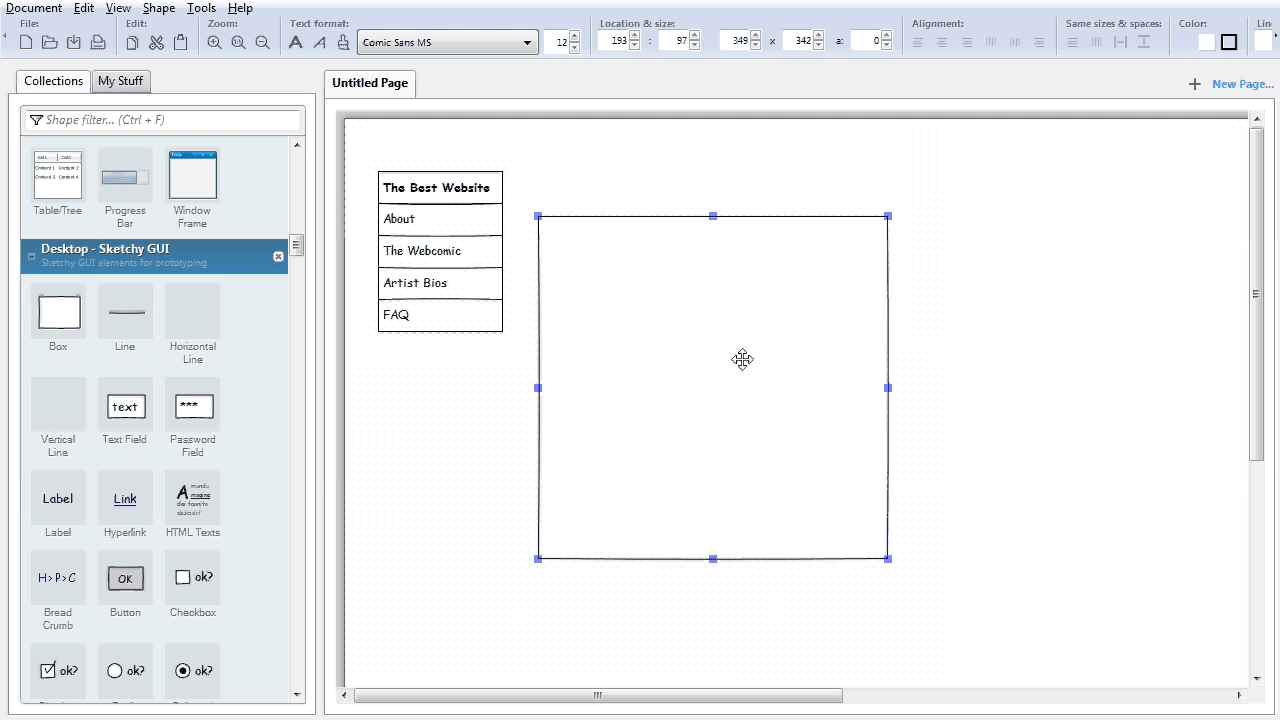 Document Edit View Shape Tools Help
File: Edit: Zoom: Text format: Location & size: Alignment: Same sizes & spaces: Color:
Comic Sans MS 12 193 : 97 349 x 342 a: 0
Collections My Stuff Untitled Page New Page...
Shape filter... (Ctrl + F)
Table/Tree Progress Bar Window Frame
Desktop - Sketchy GUI
Sketchy GUI elements for prototyping
Box Line Horizontal Line
text ***
Vertical Line Text Field Password Field
Label Link A
Label Hyperlink HTML Texts
H>P>C OK ok?
Bread Crumb Button Checkbox
ok? ok? ok?
The Best Website
About
The Webcomic
Artist Bios
FAQ